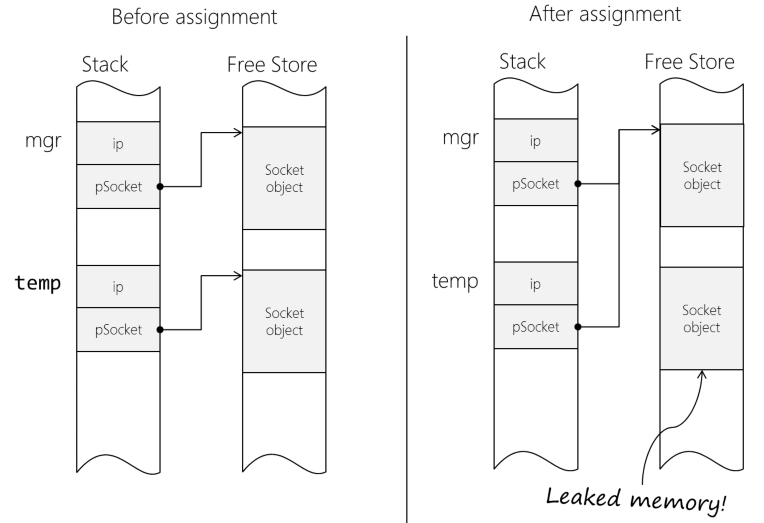 Before assignment
Stack
Free Store
mgr
ip
pSocket
Socket
object
temp
ip
pSocket
Socket
object
After assignment
Stack
Free Store
mgr
ip
pSocket
Socket
object
temp
ip
pSocket
Socket
object
Leaked memory!